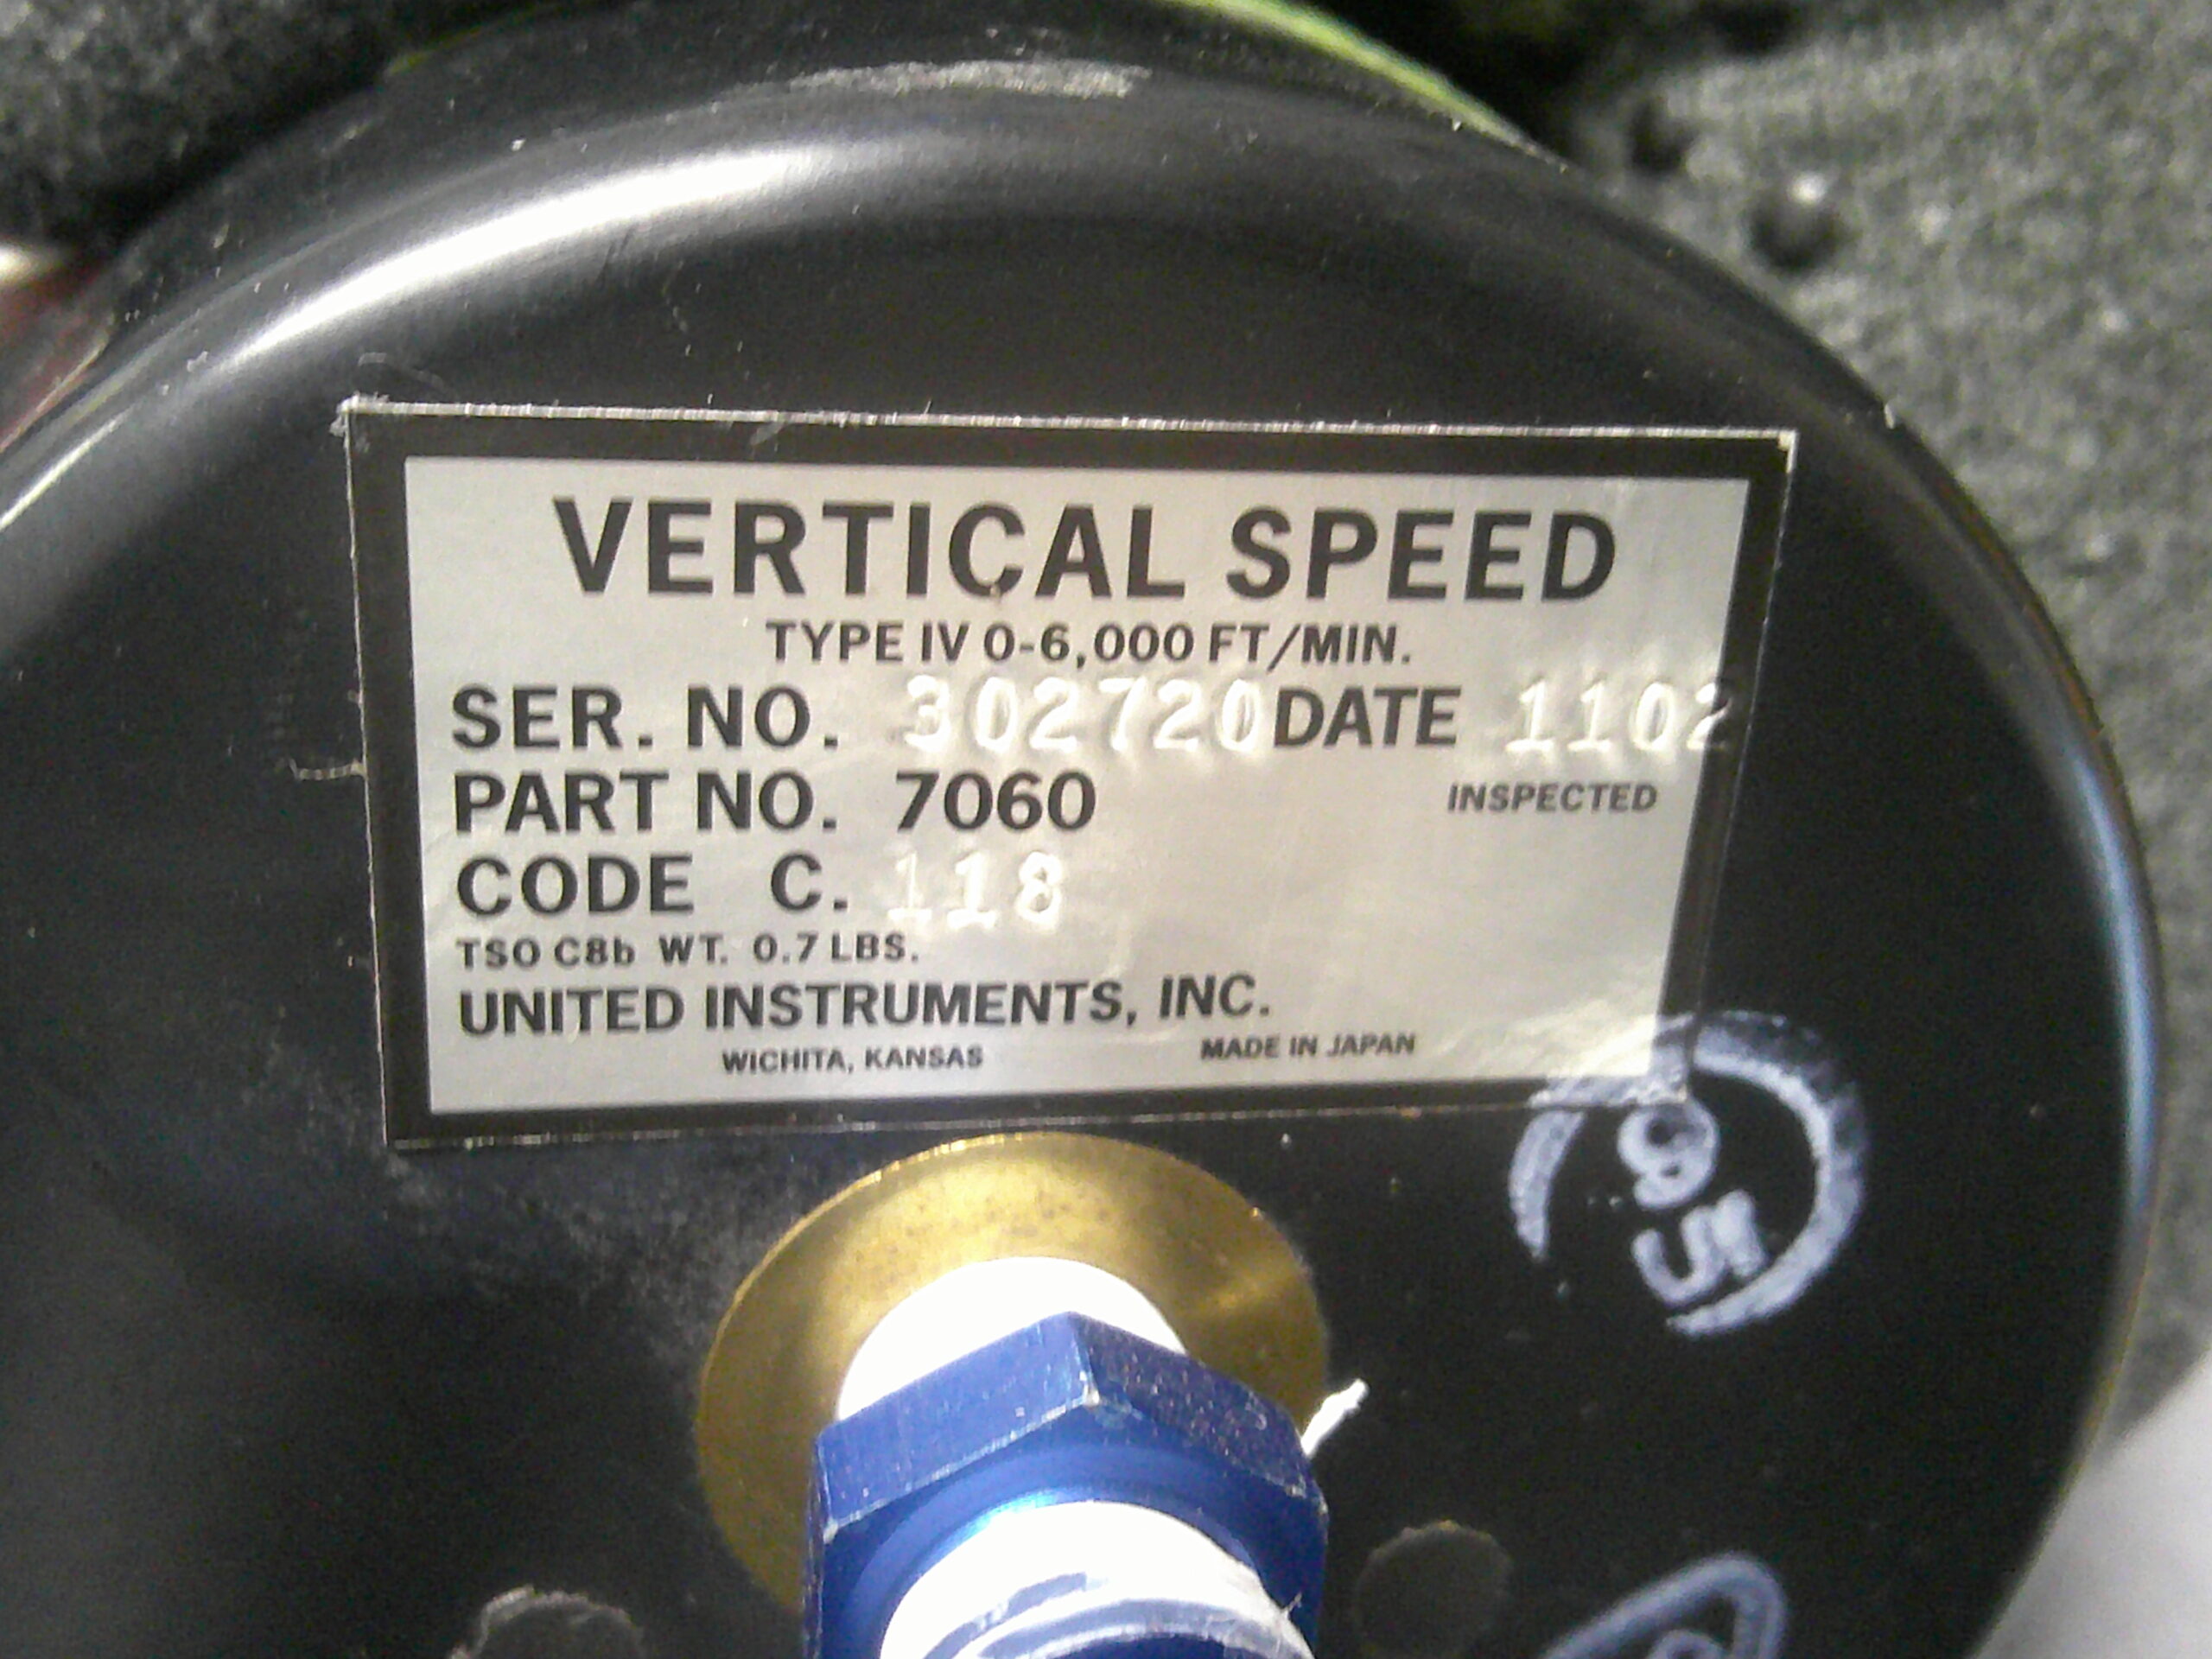 VERTICAL SPEED
TYPE IV 0-6,000 FT/MIN.
SER. NO. 302720 DATE 1102
PART NO. 7060
INSPECTED
CODE C. 118
TSO C8b WT. 0.7 LBS.
UNITED INSTRUMENTS, INC.
WICHITA, KANSAS MADE IN JAPAN